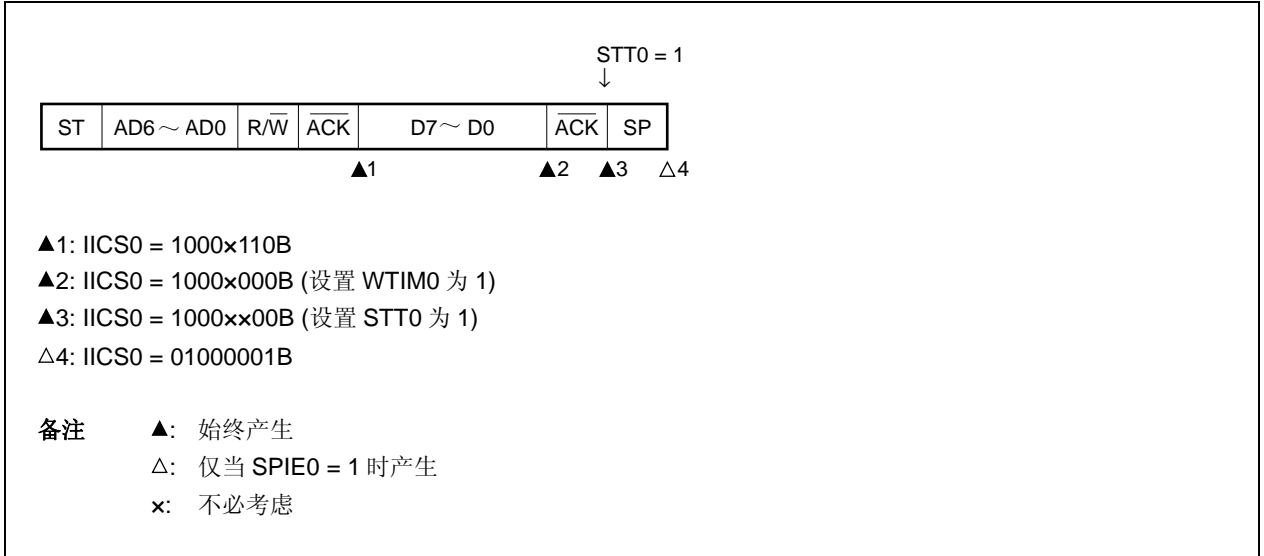 STT0 = 1
↓
ST AD6～AD0 R/W̅ A̅C̅K̅ D7～D0 A̅C̅K̅ SP
▲1 ▲2 ▲3 △4
▲1: IICS0 = 1000×110B
▲2: IICS0 = 1000×000B (设置 WTIM0 为 1)
▲3: IICS0 = 1000××00B (设置 STT0 为 1)
△4: IICS0 = 01000001B
备注 ▲: 始终产生
△: 仅当 SPIE0 = 1 时产生
×: 不必考虑